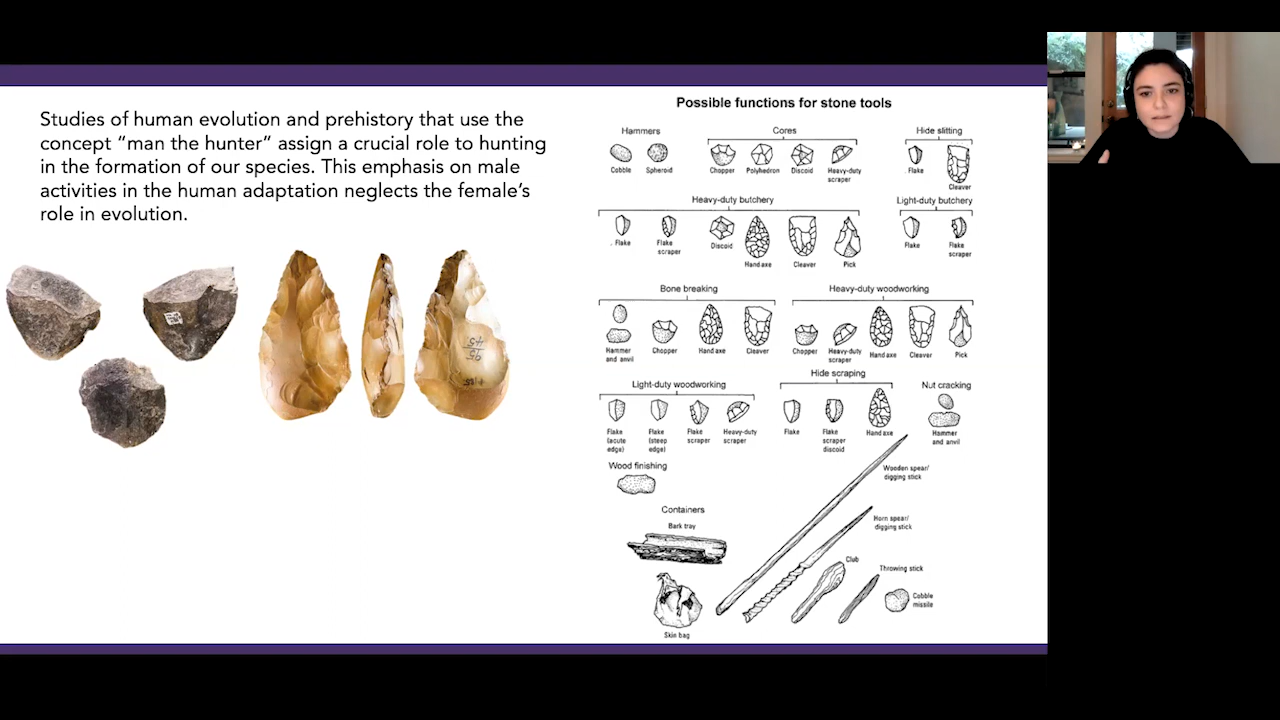 Studies of human evolution and prehistory that use the
concept “man the hunter” assign a crucial role to hunting
in the formation of our species. This emphasis on male
activities in the human adaptation neglects the female’s
role in evolution.
Possible functions for stone tools
Hammers
Cobble
Spheroid
Cores
Chopper
Polyhedron
Discoid
Heavy-duty
scraper
Hide slitting
Flake
Cleaver
Heavy-duty butchery
Flake
Flake
scraper
Discoid
Hand axe
Cleaver
Pick
Light-duty butchery
Flake
Flake
scraper
Bone breaking
Hammer
and anvil
Chopper
Hand axe
Cleaver
Heavy-duty woodworking
Chopper
Heavy-duty
scraper
Hand axe
Cleaver
Pick
Light-duty woodworking
Flake
(acute
edge)
Flake
(steep
edge)
Flake
scraper
Heavy-duty
scraper
Hide scraping
Flake
Flake
scraper
discoid
Hand axe
Nut cracking
Hammer
and anvil
Wood finishing
Containers
Bark tray
Skin bag
Wooden spear/
digging stick
Horn spear/
digging stick
Club
Throwing stick
Cobble
missile